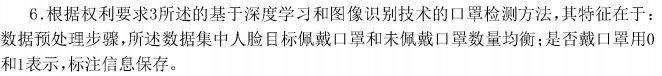 6.根据权利要求3所述的基于深度学习和图像识别技术的口罩检测方法,其特征在于:
数据预处理步骤,所述数据集中人脸目标佩戴口罩和未佩戴口罩数量均衡;是否戴口罩用0
和1表示,标注信息保存。